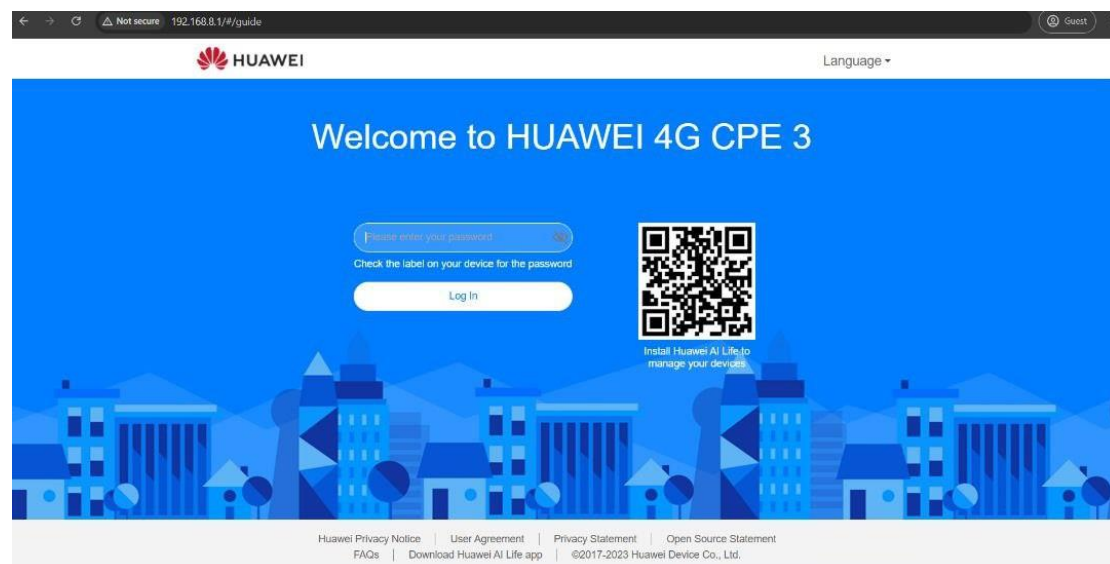 Not secure 192.168.8.1/#/guide
Guest
HUAWEI
Language
Welcome to HUAWEI 4G CPE 3
Please enter your password
Check the label on your device for the password
Log In
Install Huawei AI Life to
manage your devices
Huawei Privacy Notice | User Agreement | Privacy Statement | Open Source Statement
FAQs | Download Huawei AI Life app | ©2017-2023 Huawei Device Co., Ltd.